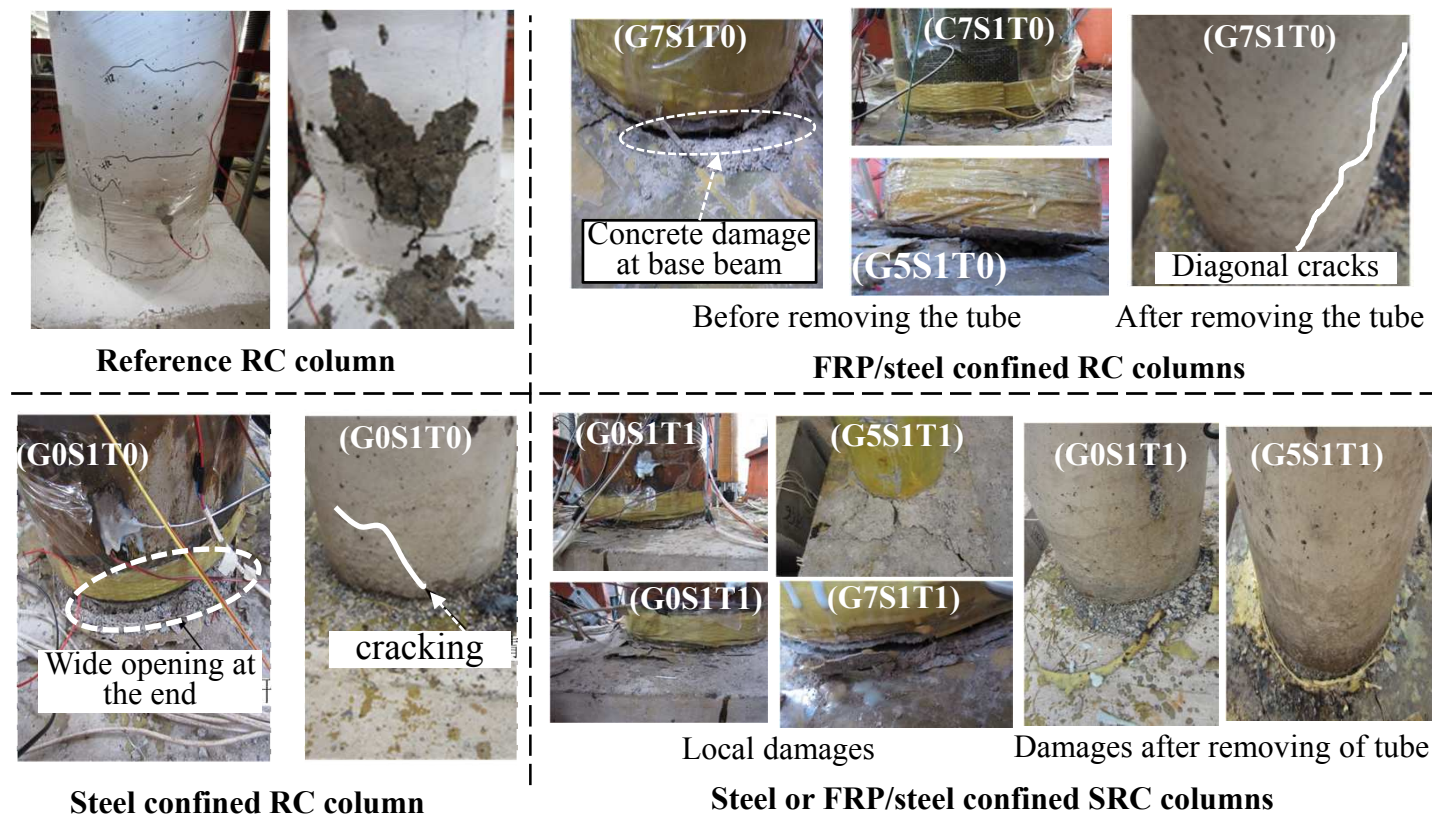 (G7S1T0)
(C7S1T0)
(G7S1T0)
Concrete damage
at base beam
(G5S1T0)
Diagonal cracks
Before removing the tube
After removing the tube
Reference RC column
FRP/steel confined RC columns
(G0S1T0)
(G0S1T0)
Wide opening at
the end
cracking
Steel confined RC column
(G0S1T1)
(G5S1T1)
(G0S1T1)
(G5S1T1)
(G0S1T1)
(G7S1T1)
Local damages
Damages after removing of tube
Steel or FRP/steel confined SRC columns